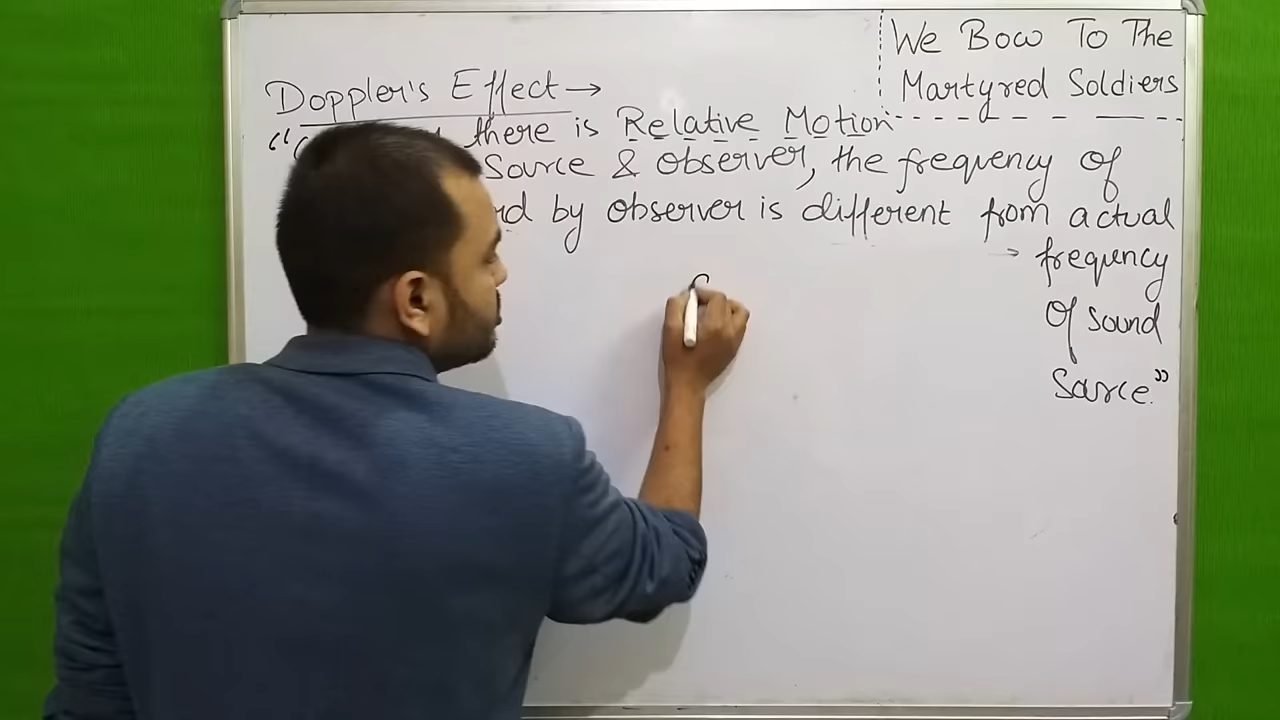 We Bow To The
Martyred Soldiers
Doppler's Effect →
there is Relative Motion
Source & Observer, the frequency of
by observer is different from actual
→ frequency
of sound
Source."